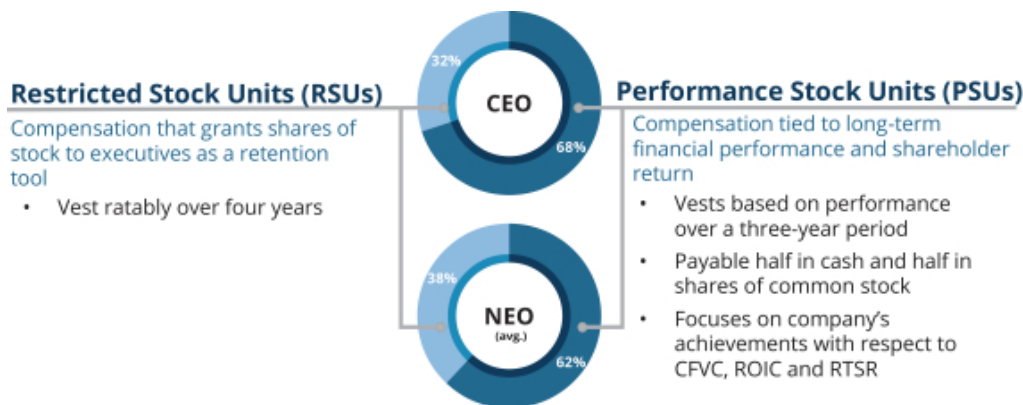 Restricted Stock Units (RSUs)
Compensation that grants shares of
stock to executives as a retention
tool
• Vest ratably over four years
32%
CEO
68%
38%
NEO
(avg.)
62%
Performance Stock Units (PSUs)
Compensation tied to long-term
financial performance and shareholder
return
• Vests based on performance
over a three-year period
• Payable half in cash and half in
shares of common stock
• Focuses on company's
achievements with respect to
CFVC, ROIC and RTSR